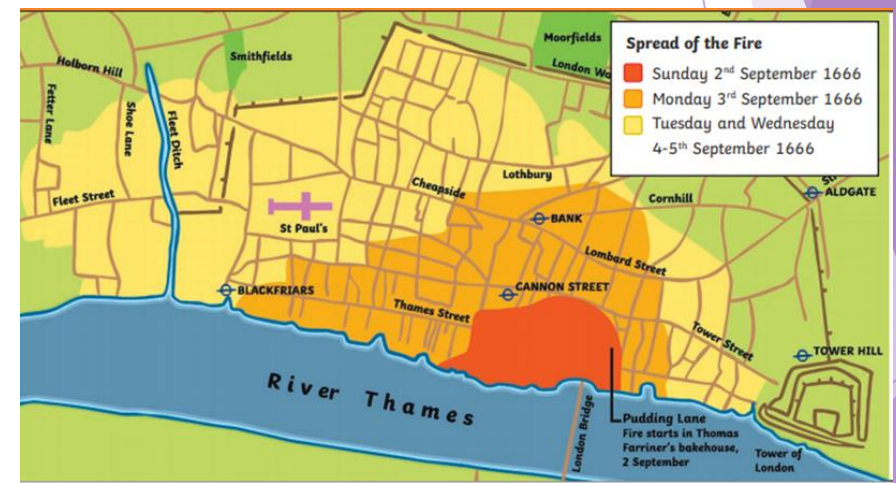 Spread of the Fire
Sunday 2nd September 1666
Monday 3rd September 1666
Tuesday and Wednesday
4-5th September 1666
Moorfields
Smithfields
London Wa
Holborn Hill
Fetter Lane
Shoe Lane
Fleet Ditch
Fleet Street
St Paul's
Cheapside
Lothbury
Cornhill
ALDGATE
BANK
Lombard Street
BLACKFRIARS
CANNON STREET
Thames Street
Tower Street
TOWER HILL
River Thames
London Bridge
Pudding Lane
Fire starts in Thomas
Farriner's bakehouse,
2 September
Tower of
London